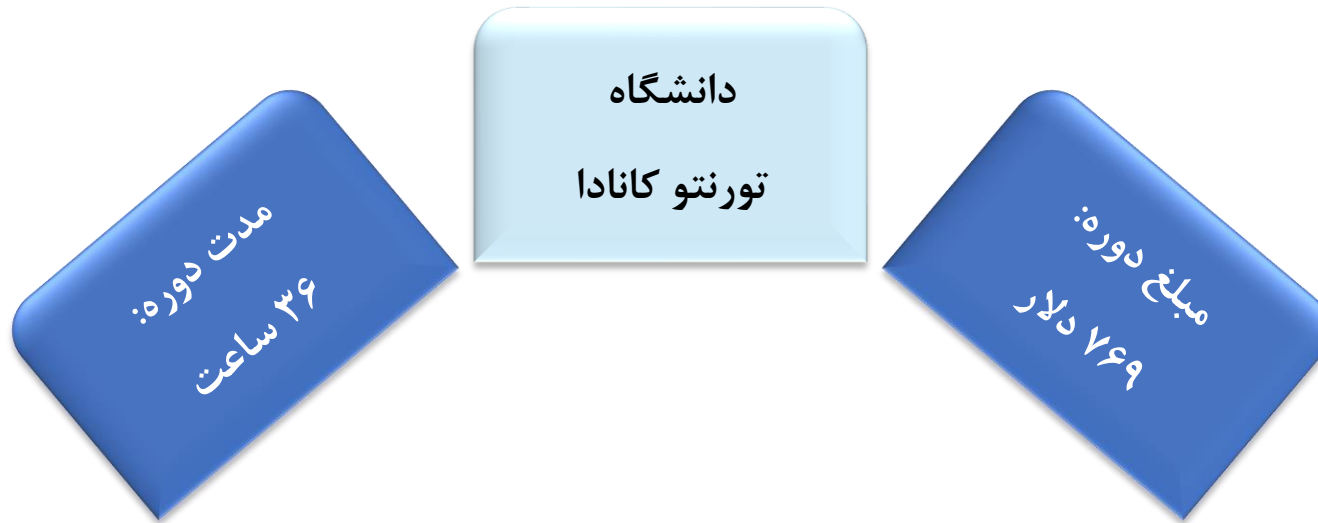 دانشگاه
تورنتو کانادا
مبلغ دوره:
۷۶۹ دلار
مدت دوره:
۳۶ ساعت